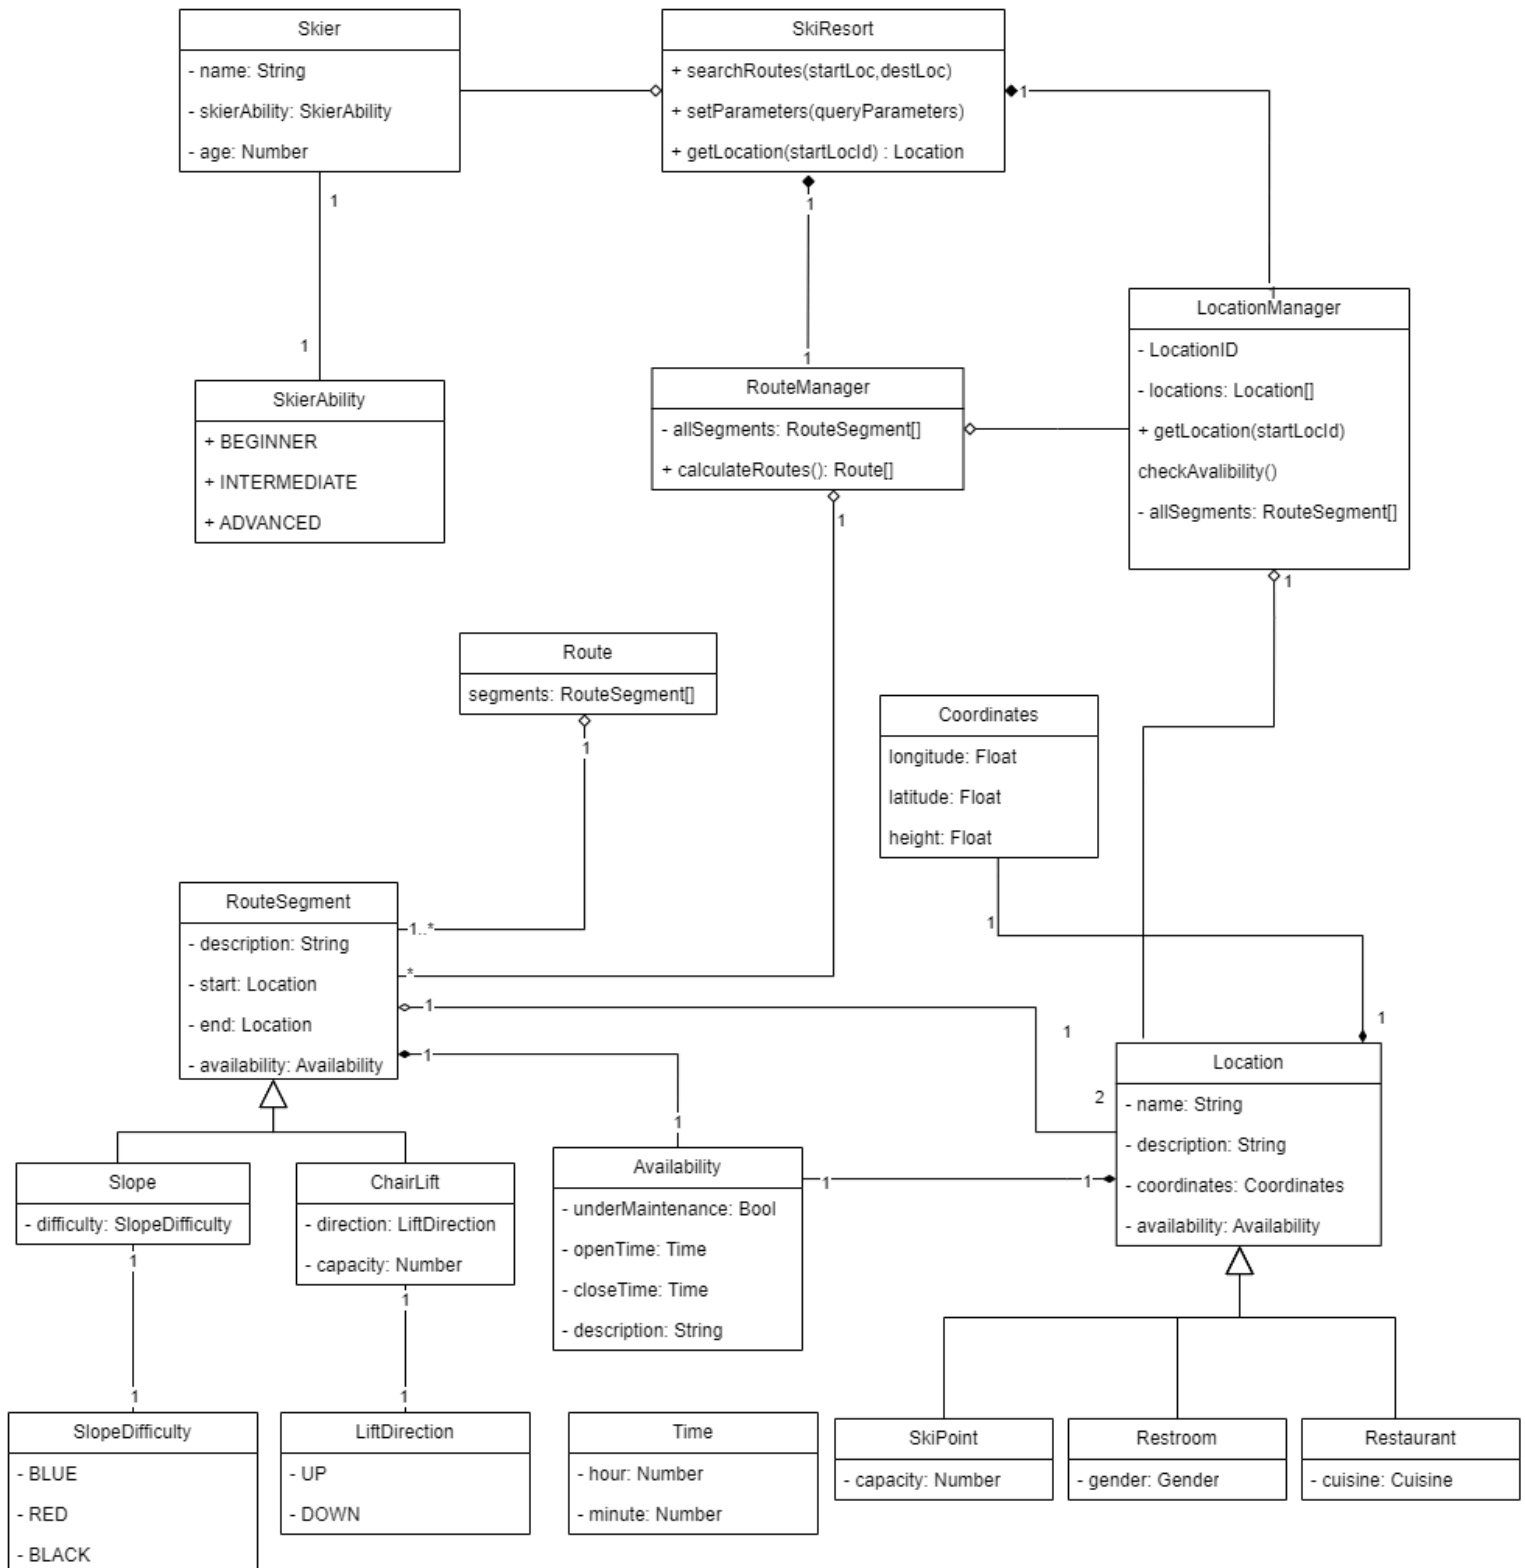 Skier
- name: String
- skierAbility: SkierAbility
- age: Number
SkiResort
+ searchRoutes(startLoc,destLoc)
+ setParameters(queryParameters)
+ getLocation(startLocId) : Location
1
1
1
1
1
1
SkierAbility
+ BEGINNER
+ INTERMEDIATE
+ ADVANCED
RouteManager
- allSegments: RouteSegment[]
+ calculateRoutes(): Route[]
LocationManager
- LocationID
- locations: Location[]
+ getLocation(startLocId)
checkAvalibility()
- allSegments: RouteSegment[]
1
1
Route
segments: RouteSegment[]
1
Coordinates
longitude: Float
latitude: Float
height: Float
RouteSegment
- description: String
- start: Location
- end: Location
- availability: Availability
1..*
*
1
1
1
1
1
2
1
Location
- name: String
- description: String
- coordinates: Coordinates
- availability: Availability
Slope
- difficulty: SlopeDifficulty
ChairLift
- direction: LiftDirection
- capacity: Number
Availability
- underMaintenance: Bool
- openTime: Time
- closeTime: Time
- description: String
1
1
1
1
1
1
SlopeDifficulty
- BLUE
- RED
- BLACK
LiftDirection
- UP
- DOWN
Time
- hour: Number
- minute: Number
SkiPoint
- capacity: Number
Restroom
- gender: Gender
Restaurant
- cuisine: Cuisine